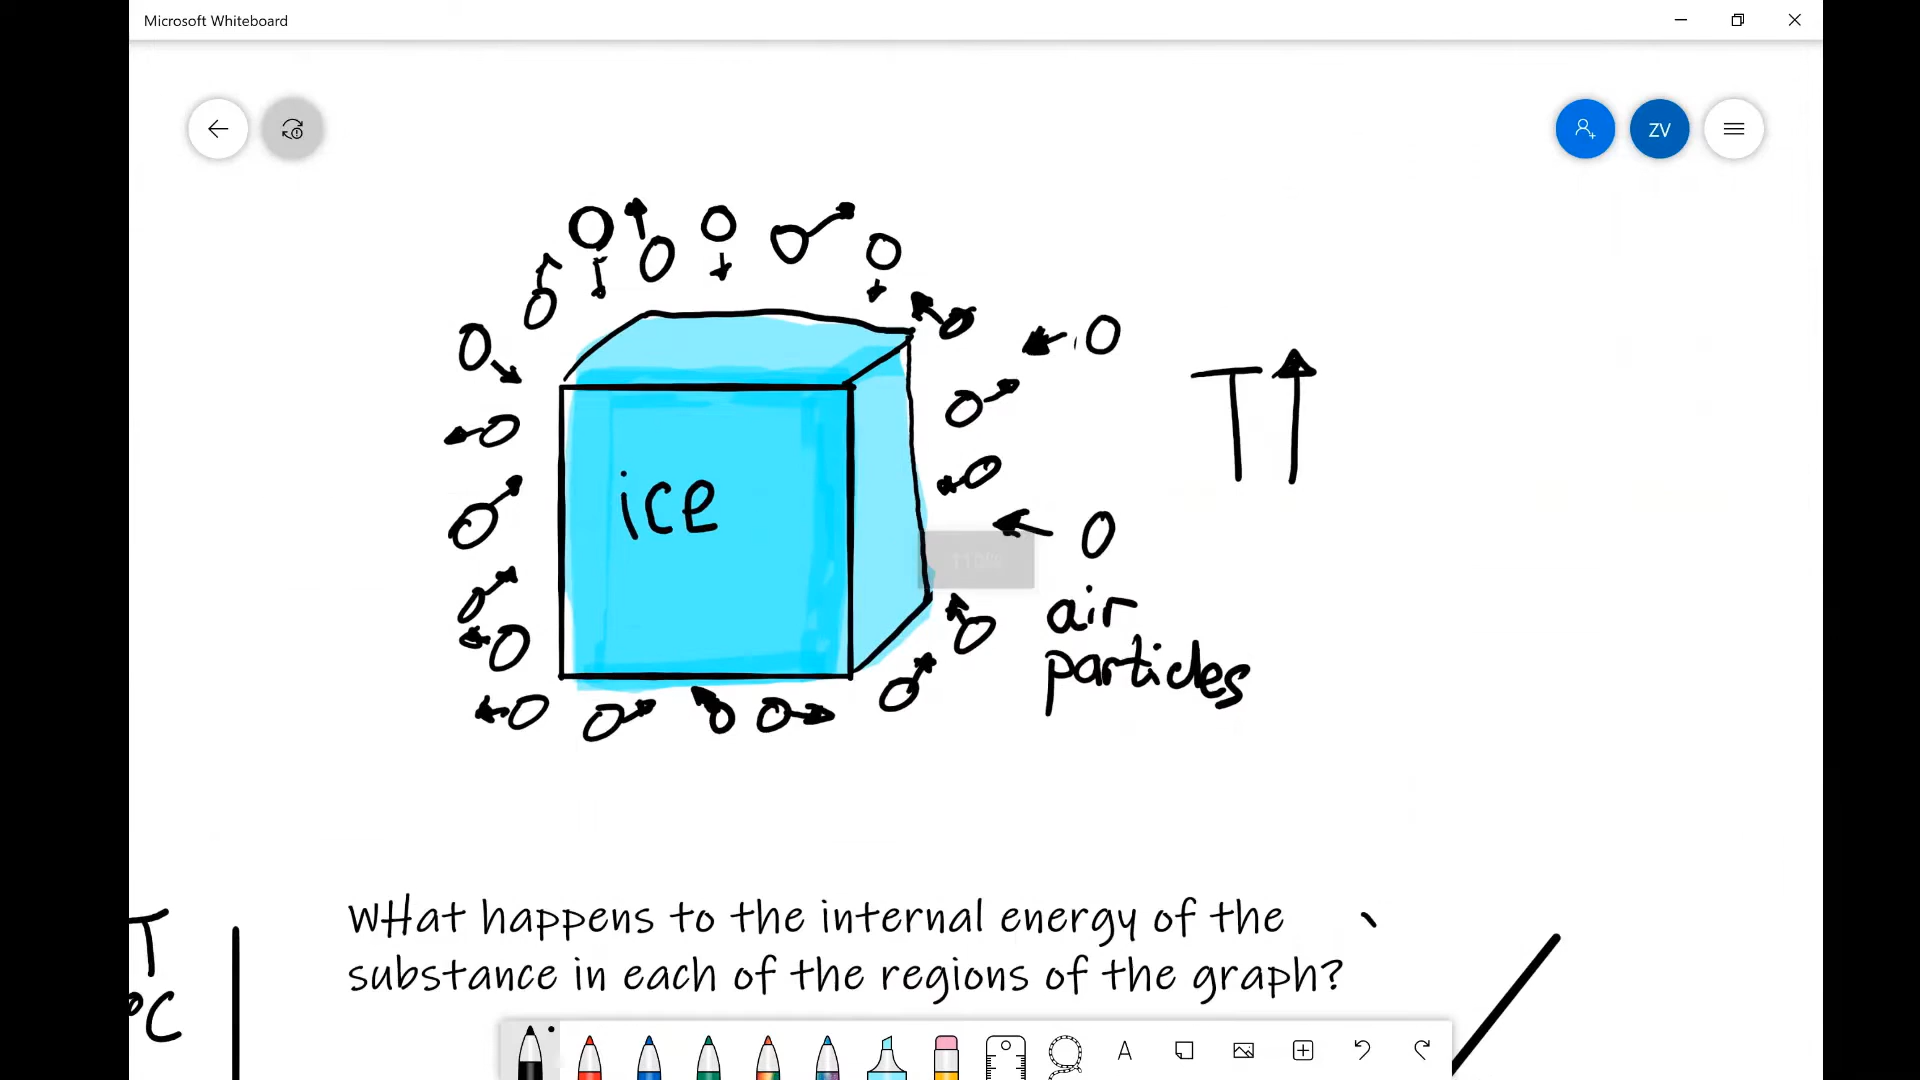 Microsoft Whiteboard
ZV
T
ice
air
particles
T
°C
WHat happens to the internal energy of the
substance in each of the regions of the graph?
A